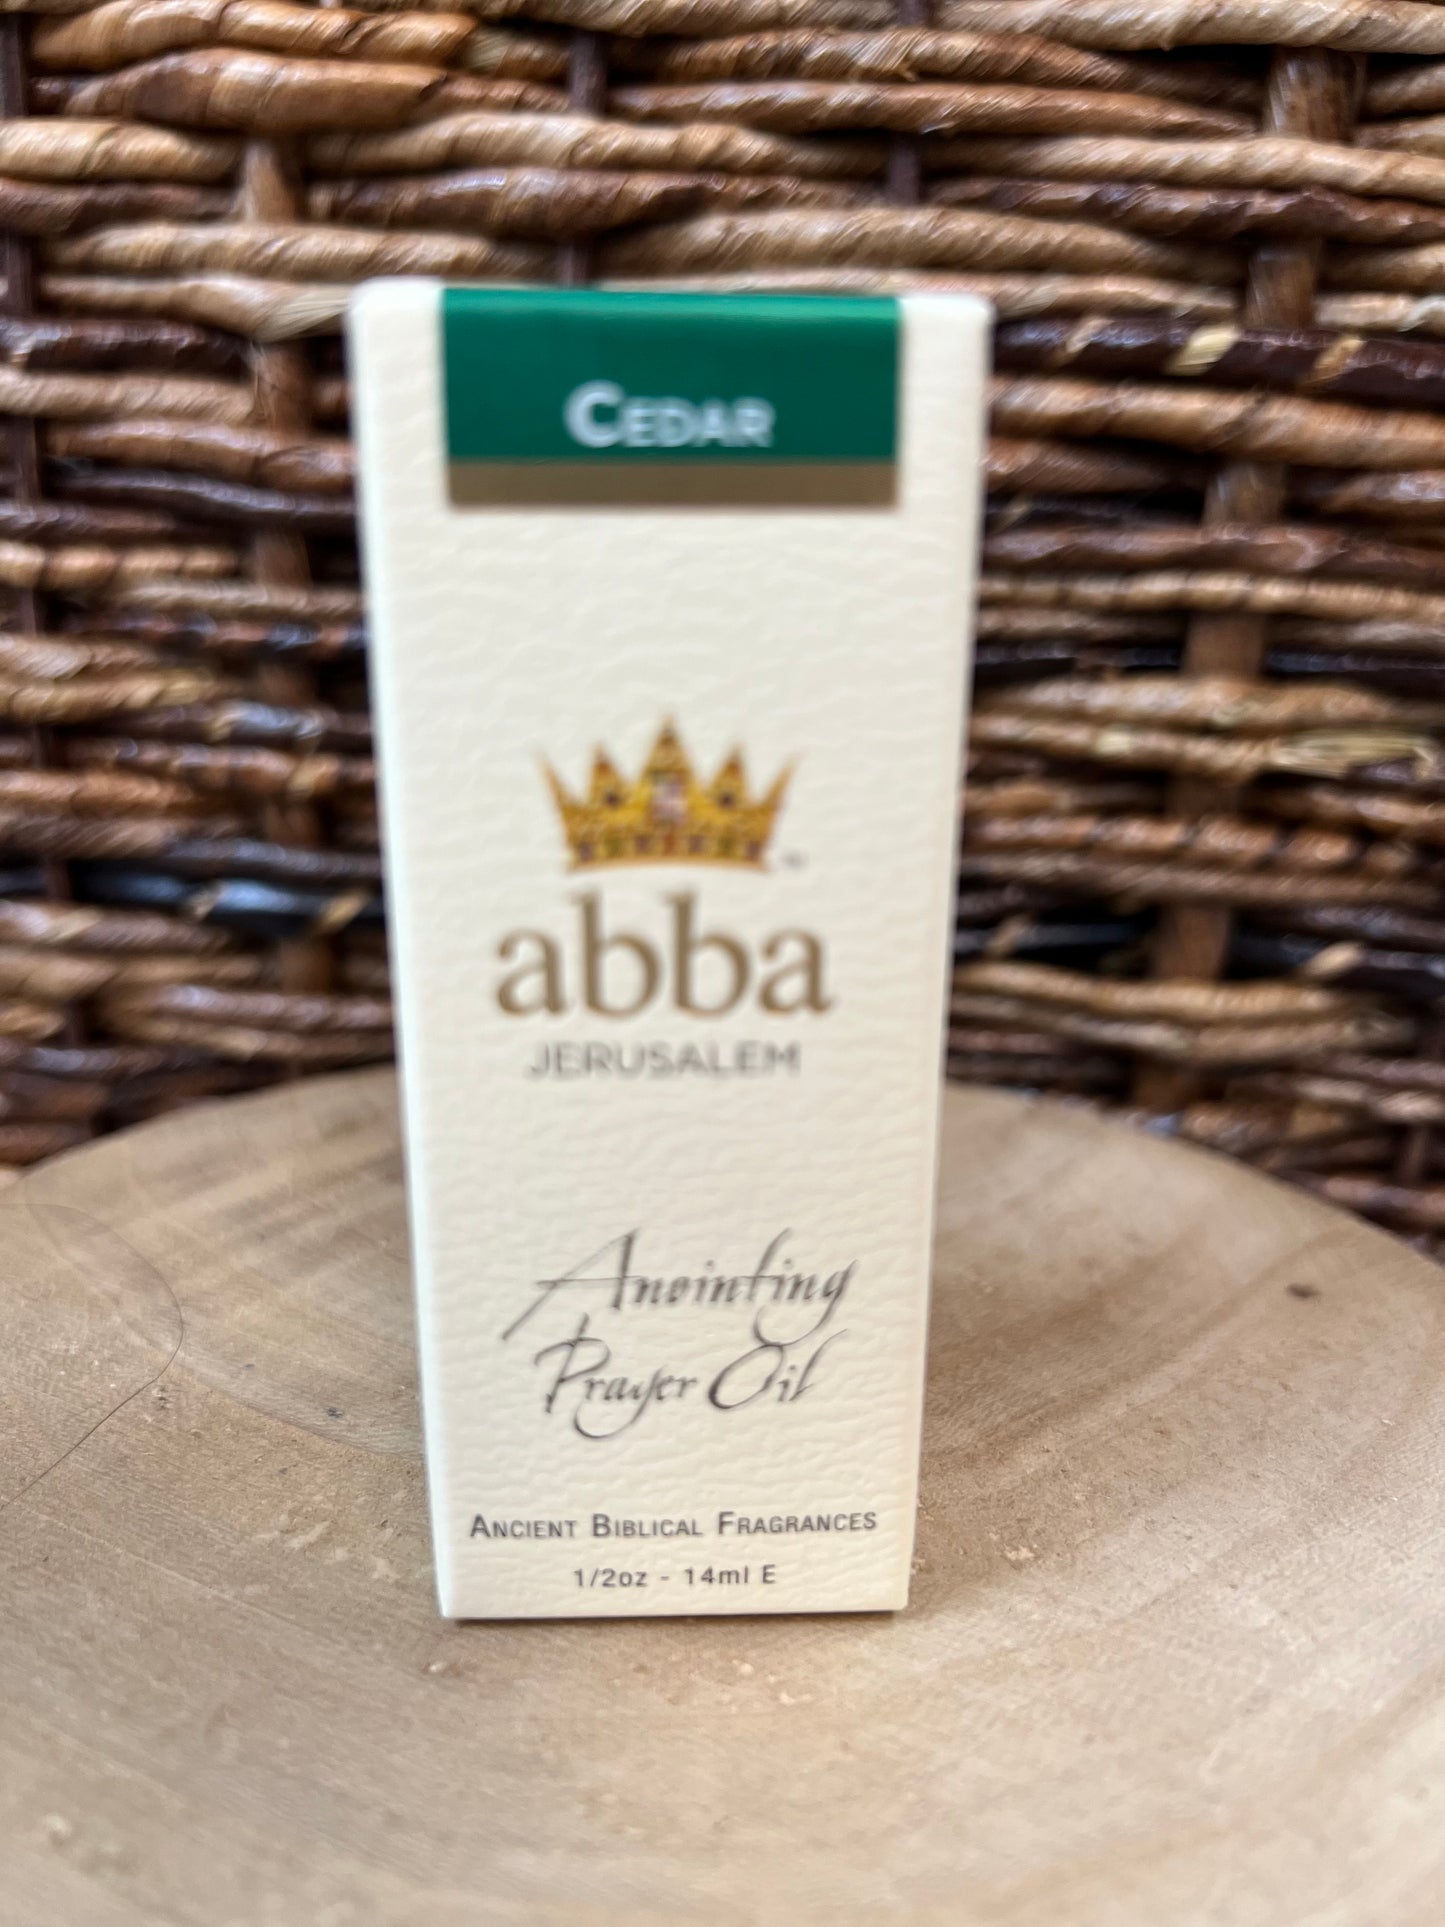 CEDAR
abba
JERUSALEM
Anointing
Prayer Oil
ANCIENT BIBLICAL FRAGRANCES
1/2oz - 14ml E